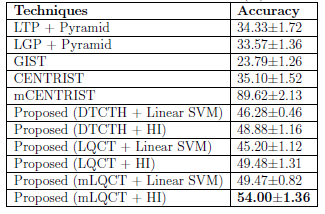 Techniques Accuracy
LTP + Pyramid 34.33±1.72
LGP + Pyramid 33.57±1.36
GIST 23.79±1.26
CENTRIST 35.10±1.52
mCENTRIST 89.62±2.13
Proposed (DTCTH + Linear SVM) 46.28±0.46
Proposed (DTCTH + HI) 48.88±1.16
Proposed (LQCT + Linear SVM) 45.20±1.12
Proposed (LQCT + HI) 49.48±1.31
Proposed (mLQCT + Linear SVM) 49.47±0.82
Proposed (mLQCT + HI) 54.00±1.36